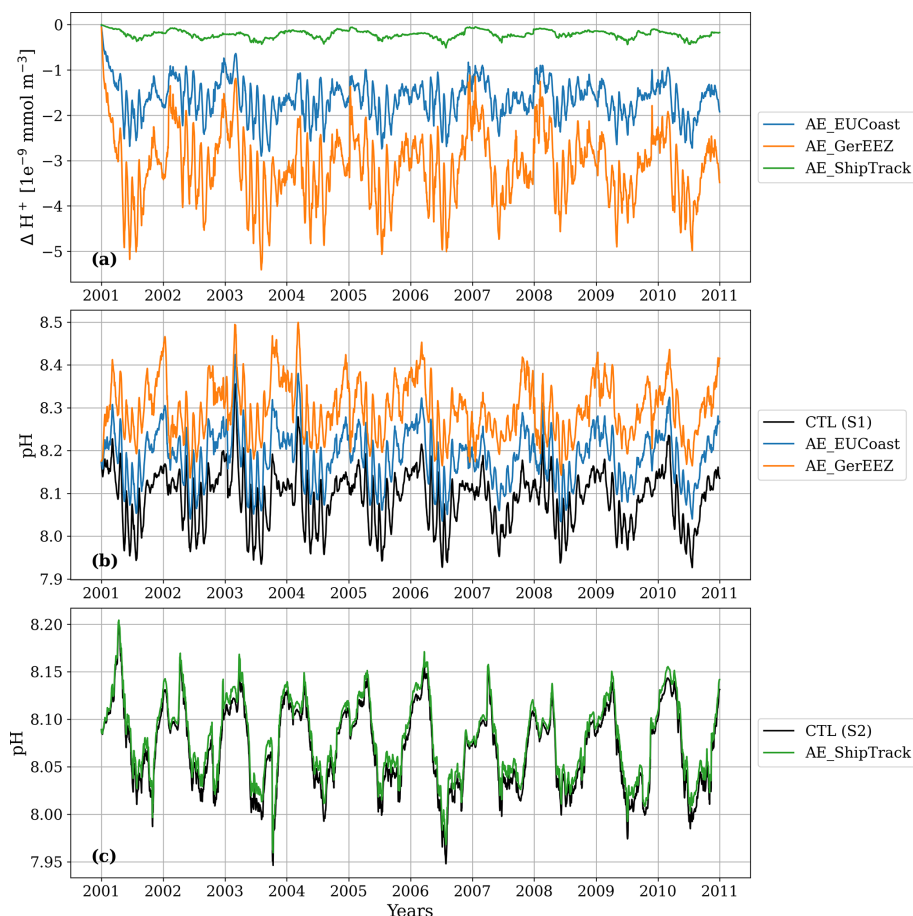 Δ H⁺ [1e⁻⁹ mmol m⁻³]
0
−1
−2
−3
−4
−5
(a)
2001 2002 2003 2004 2005 2006 2007 2008 2009 2010 2011
AE_EUCoast
AE_GerEEZ
AE_ShipTrack
pH
8.5
8.4
8.3
8.2
8.1
8.0
7.9
(b)
2001 2002 2003 2004 2005 2006 2007 2008 2009 2010 2011
CTL (S1)
AE_EUCoast
AE_GerEEZ
pH
8.20
8.15
8.10
8.05
8.00
7.95
(c)
2001 2002 2003 2004 2005 2006 2007 2008 2009 2010 2011
Years
CTL (S2)
AE_ShipTrack